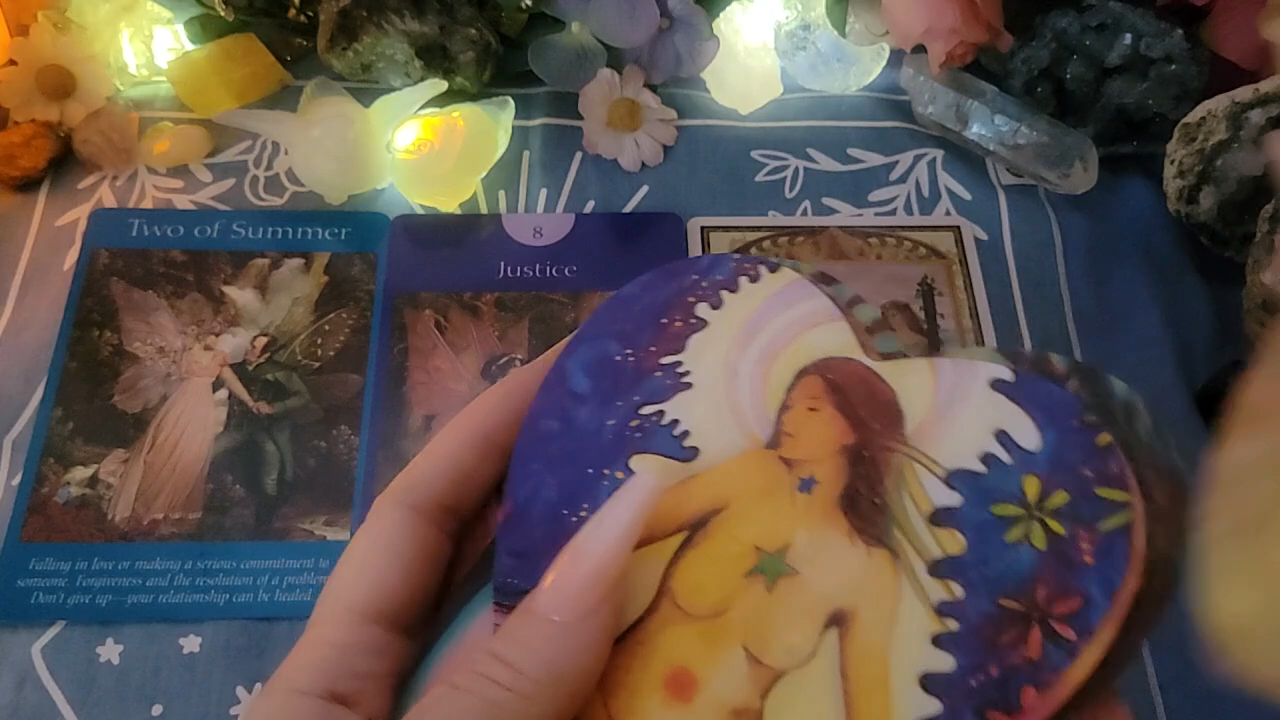 Two of Summer
8
Justice
Falling in love or making a serious commitment to
someone. Forgiveness and the resolution of a problem.
Don't give up—your relationship can be healed.